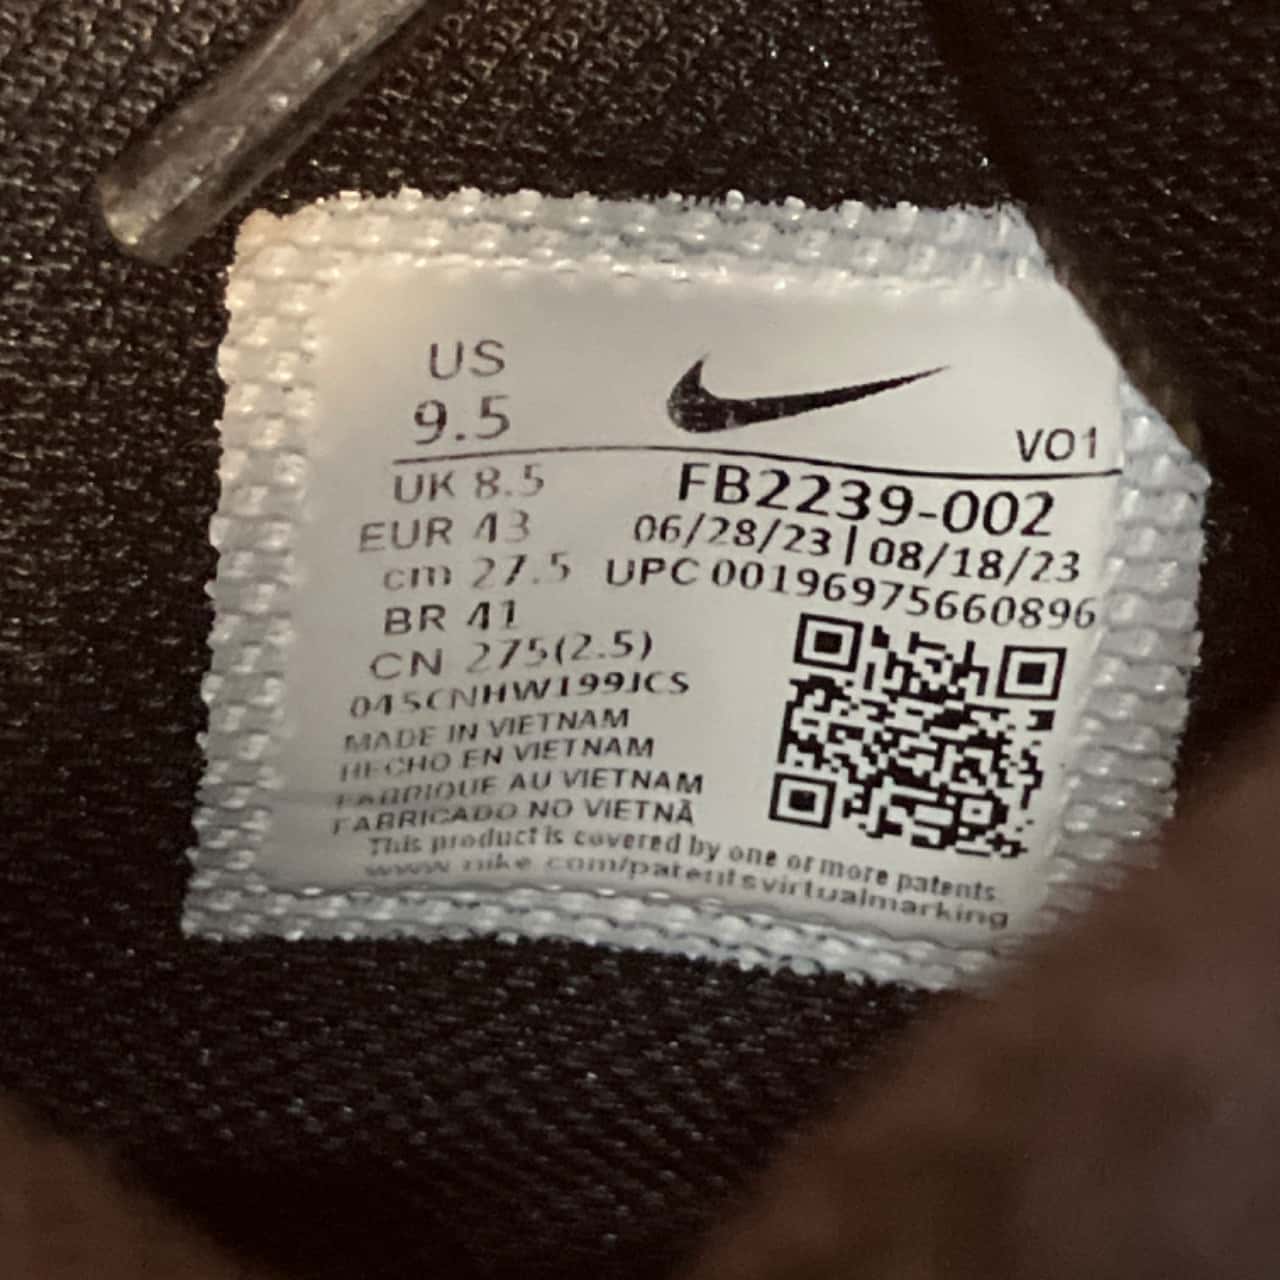 US
9.5
VO1
UK 8.5
EUR 43
cm 27.5
BR 41
CN 275(2.5)
FB2239-002
06/28/23 | 08/18/23
UPC 00196975660896
045CNHW199JCS
MADE IN VIETNAM
HECHO EN VIETNAM
FABRIQUE AU VIETNAM
FABRICADO NO VIETNÃ
This product is covered by one or more patents.
www.nike.com/patentsvirtualmarking